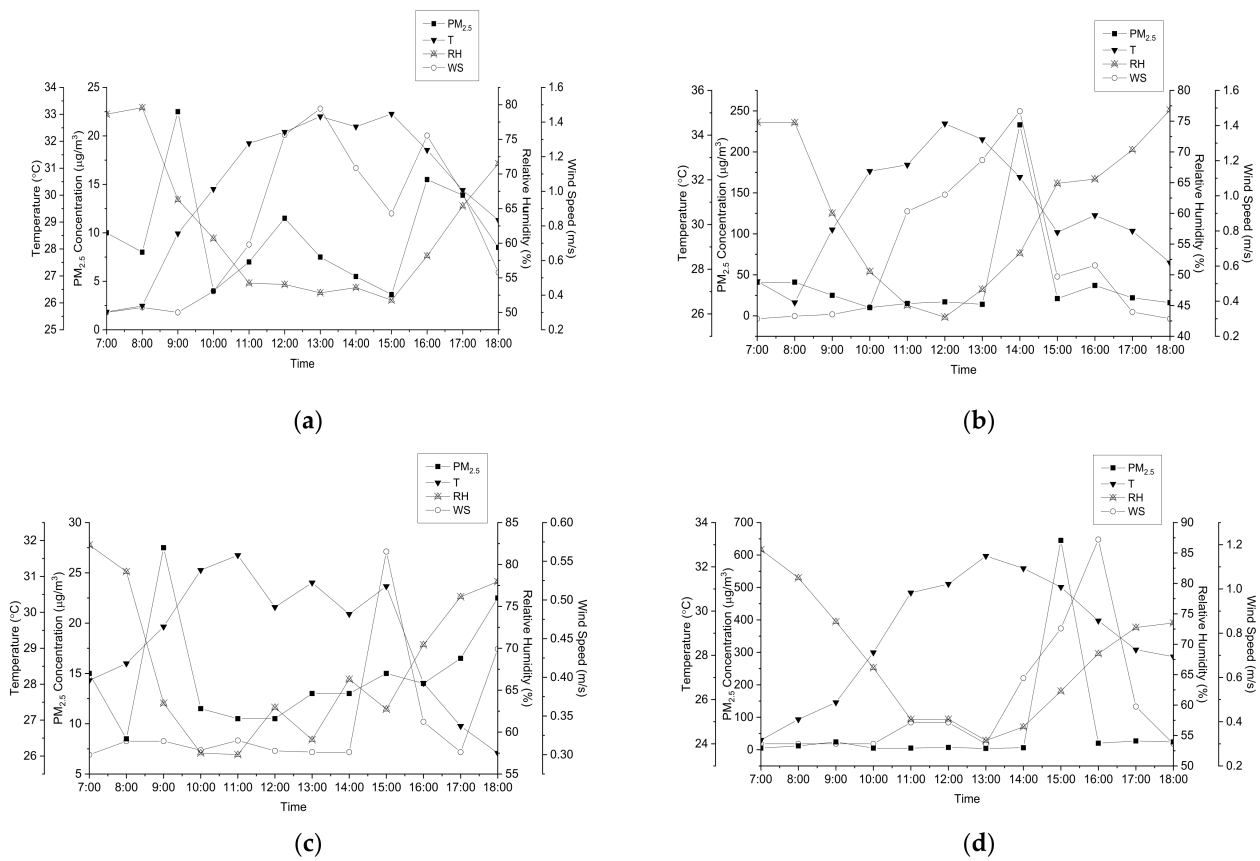 PM2.5
T
RH
WS
33
32
31
30
29
28
27
26
25
Temperature (°C)
25
20
15
10
5
0
PM2.5 Concentration (μg/m3)
80
75
70
65
60
55
50
Relative Humidity (%)
1.6
1.4
1.2
1.0
0.8
0.6
0.4
0.2
Wind Speed (m/s)
7:00 8:00 9:00 10:00 11:00 12:00 13:00 14:00 15:00 16:00 17:00 18:00
Time
(a)
PM2.5
T
RH
WS
36
34
32
30
28
26
Temperature (°C)
250
200
150
100
50
0
PM2.5 Concentration (μg/m3)
80
75
70
65
60
55
50
45
40
Relative Humidity (%)
1.6
1.4
1.2
1.0
0.8
0.6
0.4
0.2
Wind Speed (m/s)
7:00 8:00 9:00 10:00 11:00 12:00 13:00 14:00 15:00 16:00 17:00 18:00
Time
(b)
PM2.5
T
RH
WS
32
31
30
29
28
27
26
Temperature (°C)
30
25
20
15
10
5
PM2.5 Concentration (μg/m3)
85
80
75
70
65
60
55
Relative Humidity (%)
0.60
0.55
0.50
0.45
0.40
0.35
0.30
Wind Speed (m/s)
7:00 8:00 9:00 10:00 11:00 12:00 13:00 14:00 15:00 16:00 17:00 18:00
Time
(c)
PM2.5
T
RH
WS
34
32
30
28
26
24
Temperature (°C)
700
600
500
400
300
200
100
0
PM2.5 Concentration (μg/m3)
90
85
80
75
70
65
60
55
50
Relative Humidity (%)
1.2
1.0
0.8
0.6
0.4
0.2
Wind Speed (m/s)
7:00 8:00 9:00 10:00 11:00 12:00 13:00 14:00 15:00 16:00 17:00 18:00
Time
(d)